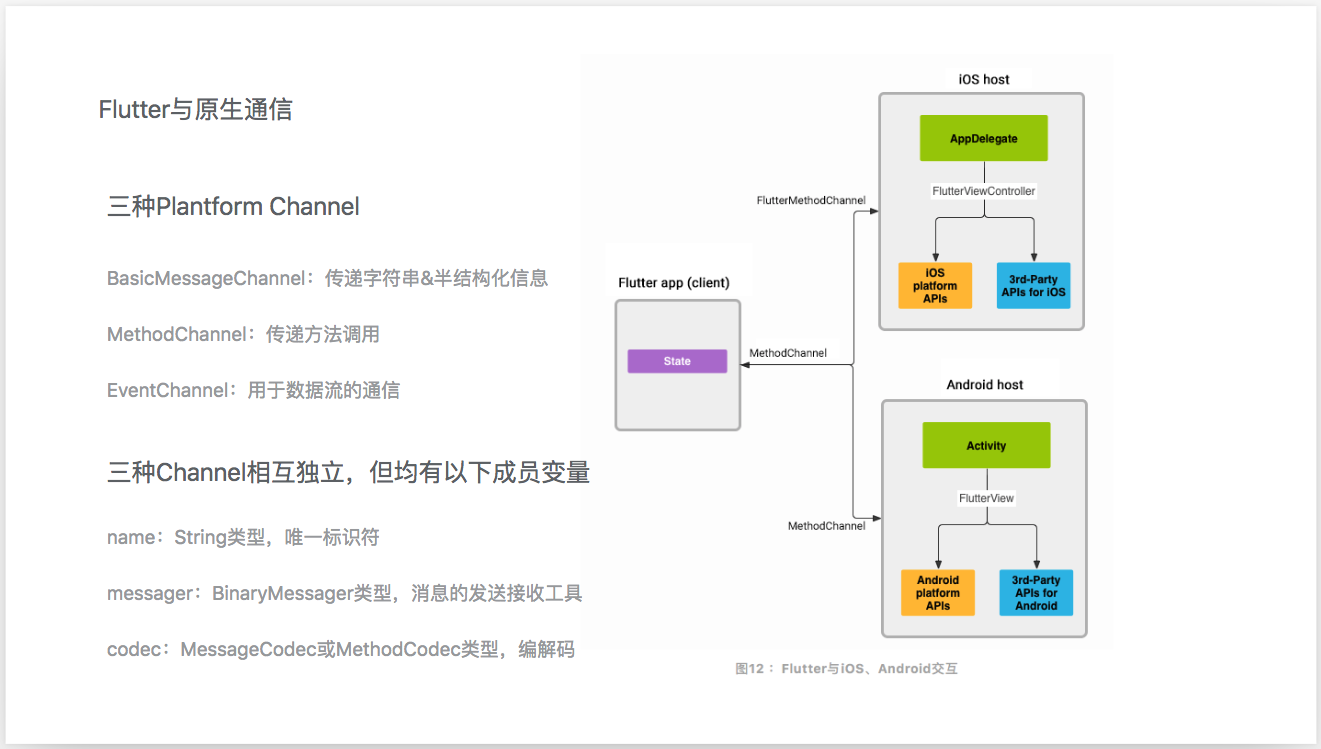 Flutter与原生通信
三种Plantform Channel
BasicMessageChannel：传递字符串&半结构化信息
MethodChannel：传递方法调用
EventChannel：用于数据流的通信
三种Channel相互独立，但均有以下成员变量
name：String类型，唯一标识符
messager：BinaryMessager类型，消息的发送接收工具
codec：MessageCodec或MethodCodec类型，编解码
iOS host
AppDelegate
FlutterViewController
FlutterMethodChannel
iOS
platform
APIs
3rd-Party
APIs for iOS
Flutter app (client)
State
MethodChannel
Android host
Activity
FlutterView
MethodChannel
Android
platform
APIs
3rd-Party
APIs for
Android
图12：Flutter与iOS、Android交互